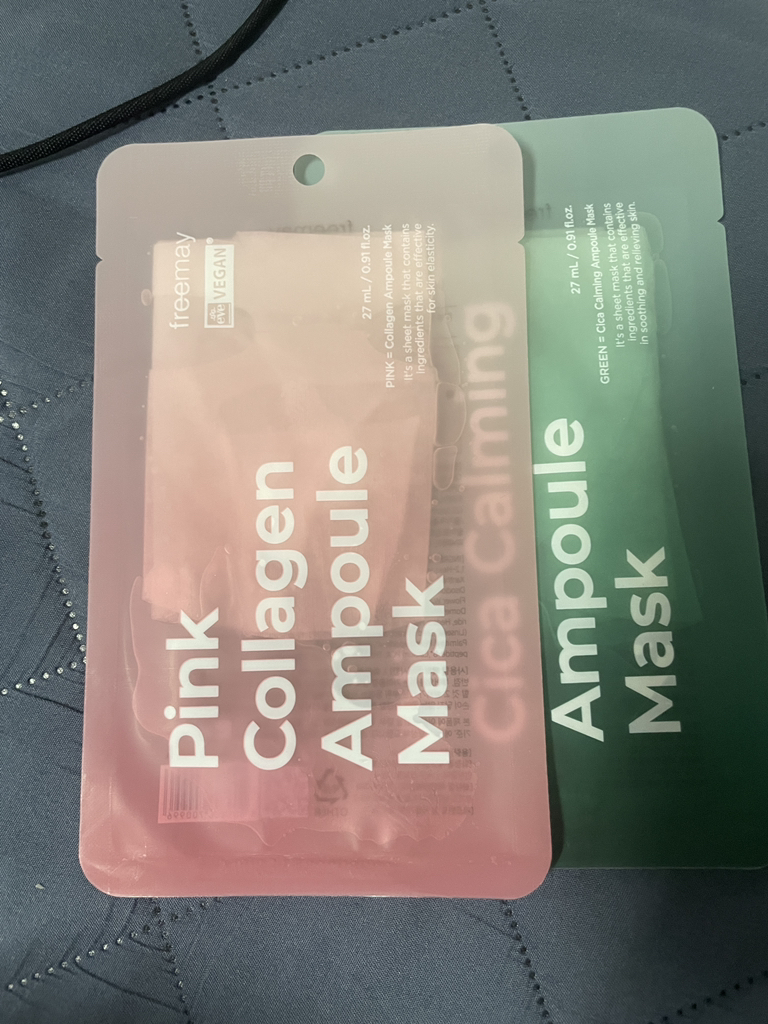 freemay
eve VEGAN
27 mL / 0.91 fl.oz.
PINK = Collagen Ampoule Mask
It's a sheet mask that contains
ingredients that are effective
for skin elasticity.
Pink
Collagen
Ampoule
Mask
27 mL / 0.91 fl.oz.
GREEN = Cica Calming Ampoule Mask
It's a sheet mask that contains
ingredients that are effective
in soothing and relieving skin.
Cica Calming
Ampoule
Mask